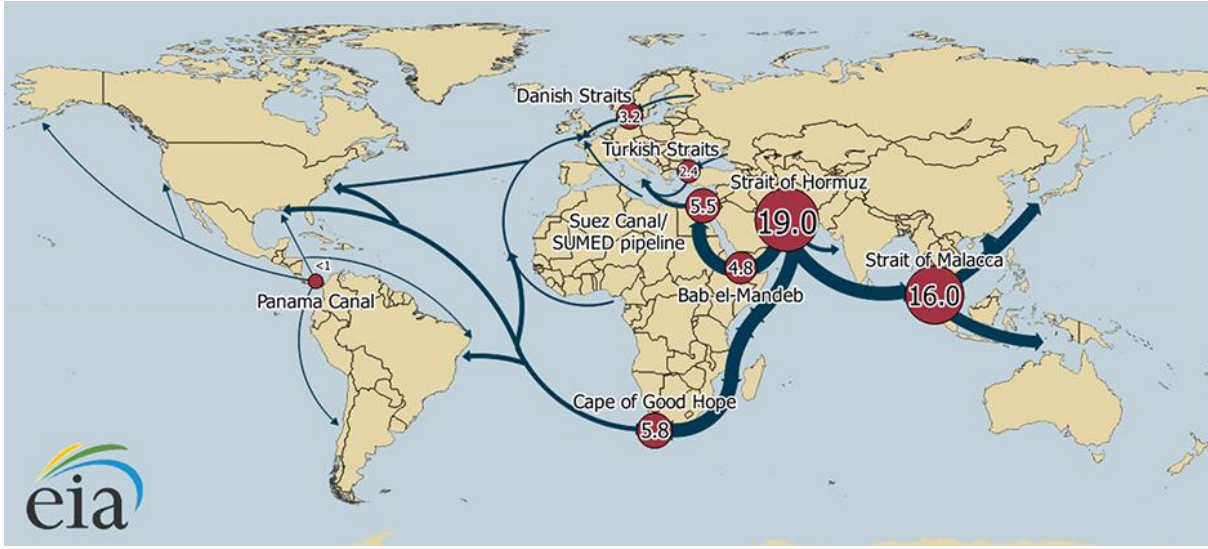 Danish Straits
3.2
Turkish Straits
2.4
Strait of Hormuz
5.5
19.0
Suez Canal/
SUMED pipeline
Strait of Malacca
4.8
<1
16.0
Panama Canal
Bab el-Mandeb
Cape of Good Hope
5.8
eia